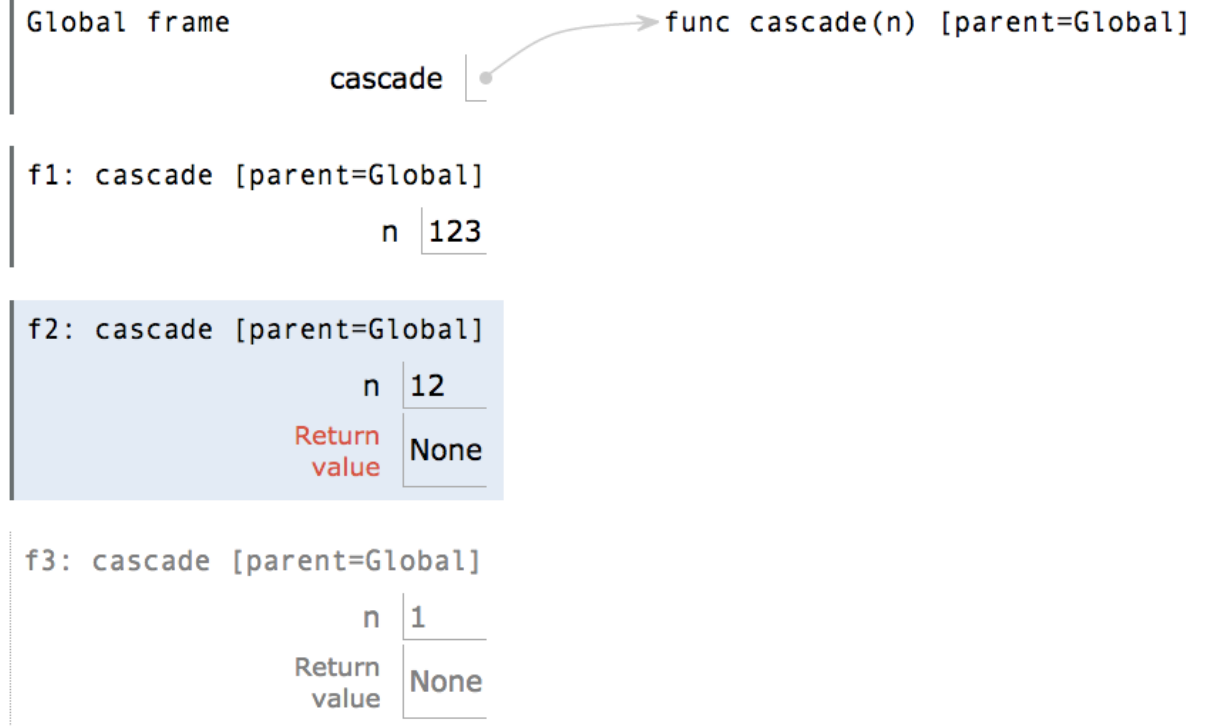 Global frame
func cascade(n) [parent=Global]
cascade
f1: cascade [parent=Global]
n 123
f2: cascade [parent=Global]
n 12
Return
value None
f3: cascade [parent=Global]
n 1
Return
value None